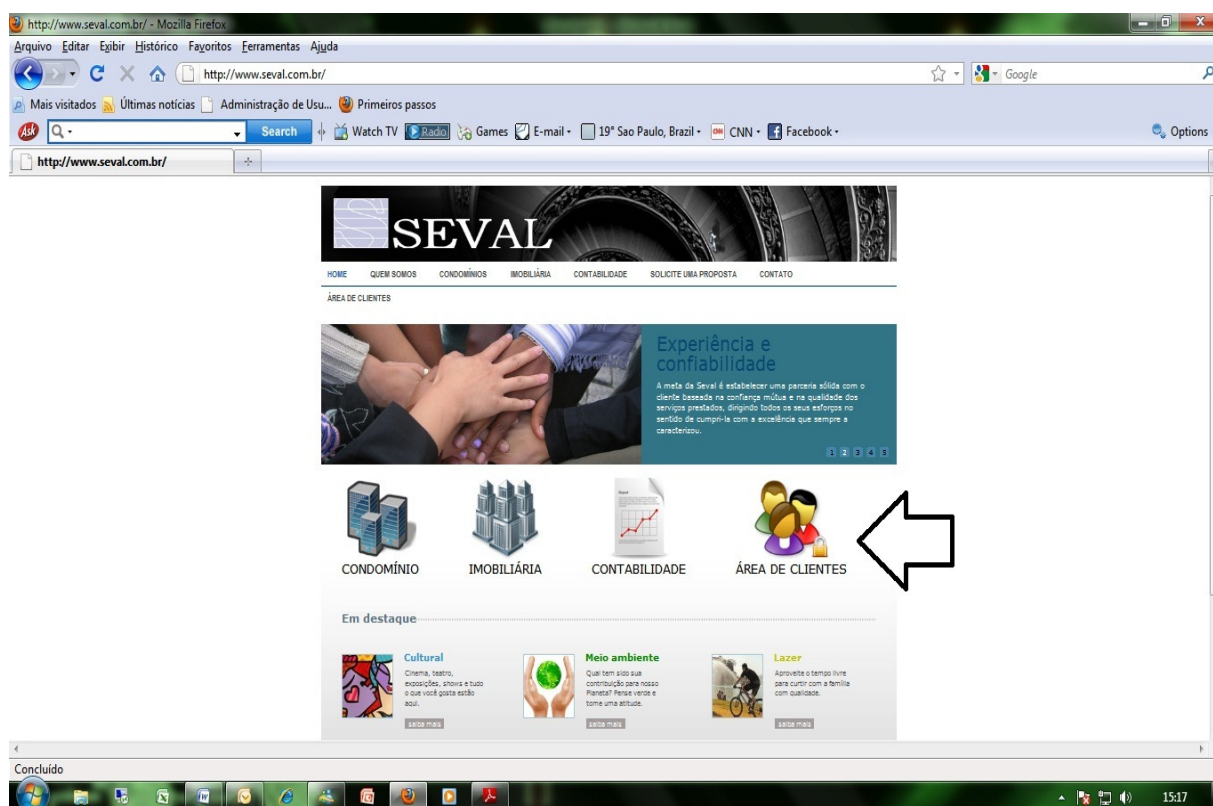 http://www.seval.com.br/ - Mozilla Firefox
Arquivo Editar Exibir Histórico Favoritos Ferramentas Ajuda
http://www.seval.com.br/
Google
Mais visitados Últimas notícias Administração de Usu... Primeiros passos
Ask Search Watch TV Radio Games E-mail 19° Sao Paulo, Brazil CNN Facebook Options
http://www.seval.com.br/
SEVAL
HOME QUEM SOMOS CONDOMÍNIOS IMOBILIÁRIA CONTABILIDADE SOLICITE UMA PROPOSTA CONTATO
ÁREA DE CLIENTES
Experiência e
confiabilidade
A meta da Seval é estabelecer uma parceria sólida com o
cliente baseada na confiança mútua e na qualidade dos
serviços prestados, dirigindo todos os seus esforços no
sentido de cumpri-la com a excelência que sempre a
caracterizou.
1 2 3 4 5
CONDOMÍNIO IMOBILIÁRIA CONTABILIDADE ÁREA DE CLIENTES
Em destaque
Cultural
Cinema, teatro,
exposições, shows e tudo
o que você gosta estão
aqui.
saiba mais
Meio ambiente
Qual tem sido sua
contribuição para nosso
Planeta? Pense verde e
tome uma atitude.
saiba mais
Lazer
Aproveite o tempo livre
para curtir com a família
com qualidade.
saiba mais
Concluído
15:17